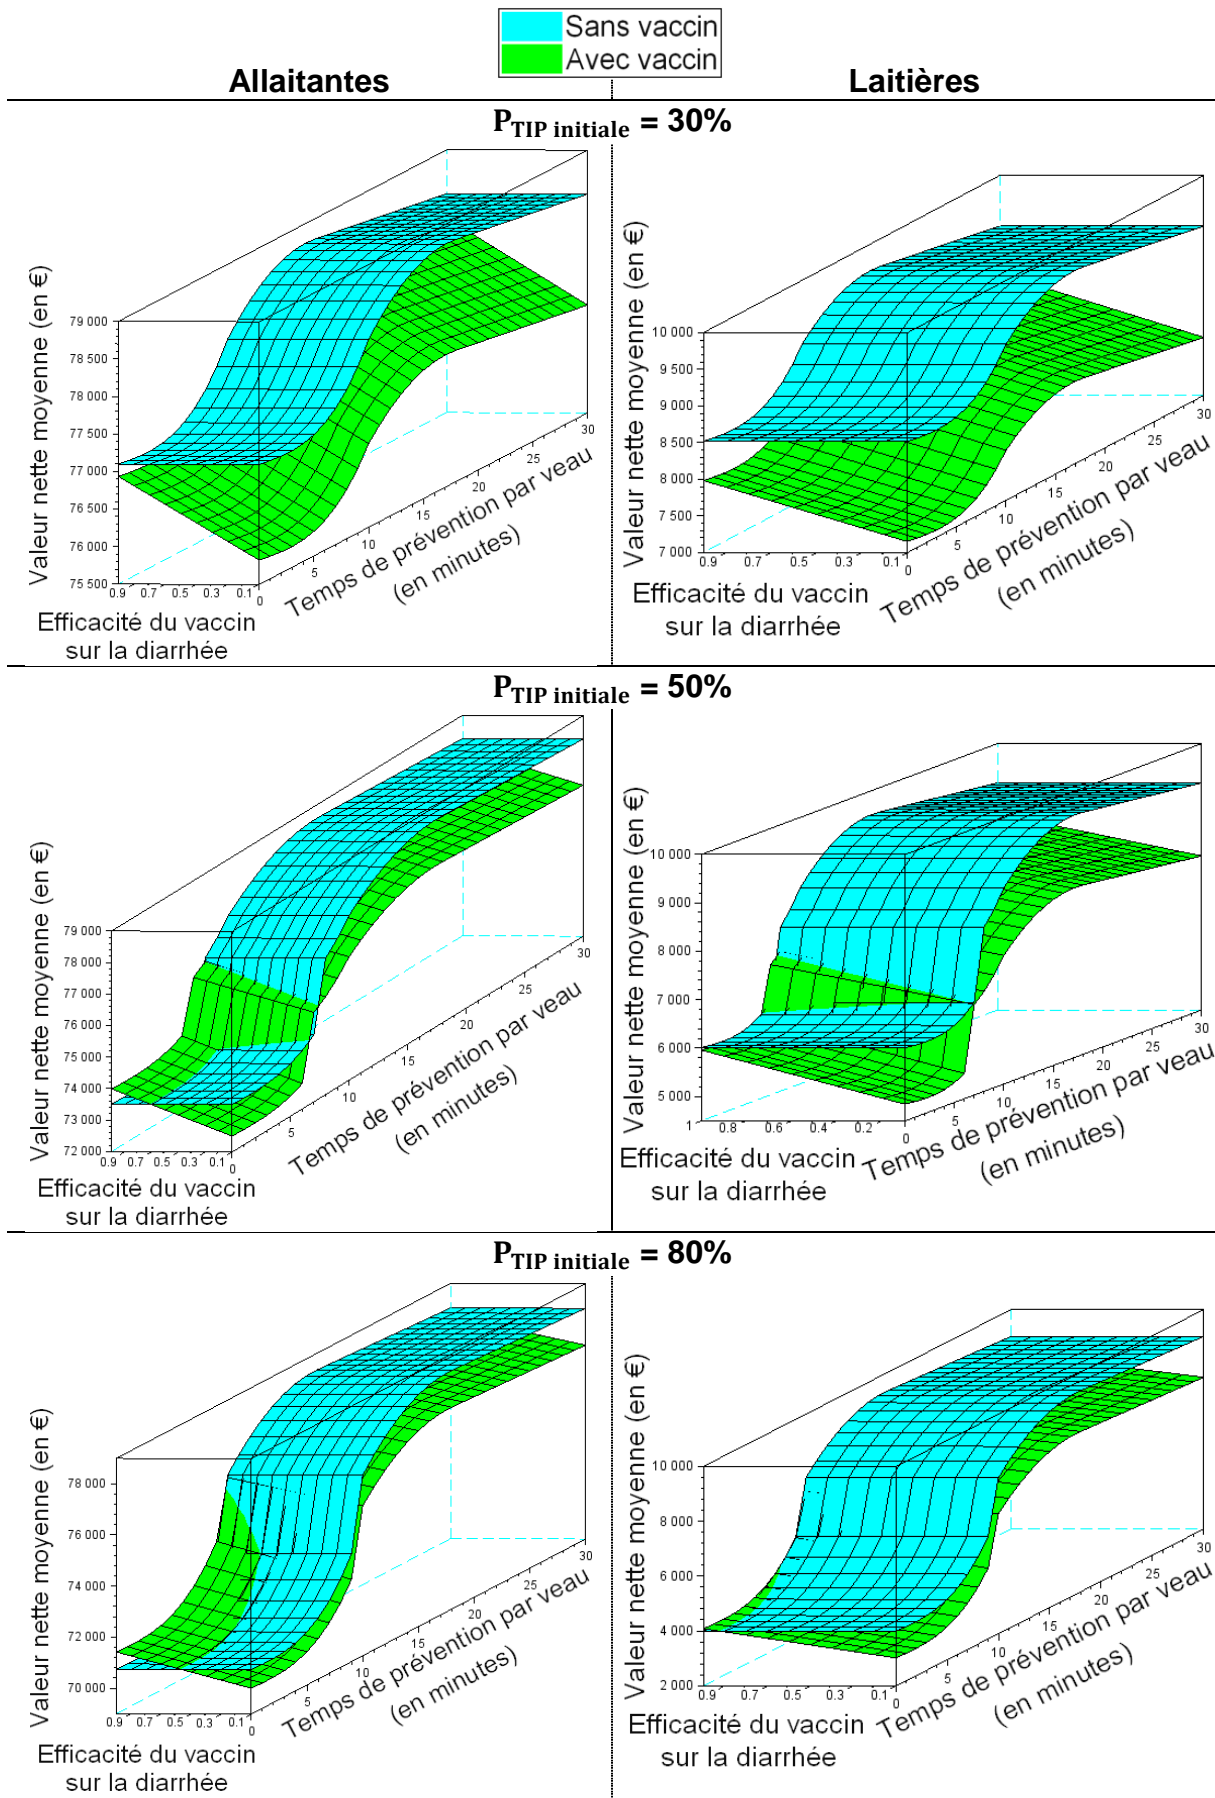 Sans vaccin
Avec vaccin
Allaitantes
Laitières
P TIP initiale = 30%
Valeur nette moyenne (en €)
79 000
78 500
78 000
77 500
77 000
76 500
76 000
75 500
0.9 0.7 0.5 0.3 0.1
Efficacité du vaccin
sur la diarrhée
0 5 10 15 20 25 30
Temps de prévention par veau
(en minutes)
Valeur nette moyenne (en €)
10 000
9 500
9 000
8 500
8 000
7 500
7 000
0.9 0.7 0.5 0.3 0.1
Efficacité du vaccin
sur la diarrhée
0 5 10 15 20 25 30
Temps de prévention par veau
(en minutes)
P TIP initiale = 50%
Valeur nette moyenne (en €)
79 000
78 000
77 000
76 000
75 000
74 000
73 000
72 000
0.9 0.7 0.5 0.3 0.1
Efficacité du vaccin
sur la diarrhée
0 5 10 15 20 25 30
Temps de prévention par veau
(en minutes)
Valeur nette moyenne (en €)
10 000
9 000
8 000
7 000
6 000
5 000
1 0.8 0.6 0.4 0.2
Efficacité du vaccin
sur la diarrhée
0 5 10 15 20 25 30
Temps de prévention par veau
(en minutes)
P TIP initiale = 80%
Valeur nette moyenne (en €)
78 000
76 000
74 000
72 000
70 000
0.9 0.7 0.5 0.3 0.1
Efficacité du vaccin
sur la diarrhée
0 5 10 15 20 25 30
Temps de prévention par veau
(en minutes)
Valeur nette moyenne (en €)
10 000
8 000
6 000
4 000
2 000
0.9 0.7 0.5 0.3 0.1
Efficacité du vaccin
sur la diarrhée
0 5 10 15 20 25 30
Temps de prévention par veau
(en minutes)